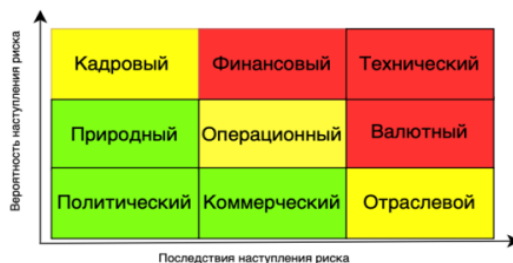 Вероятность наступления риска
Кадровый Финансовый Технический
Природный Операционный Валютный
Политический Коммерческий Отраслевой
Последствия наступления риска